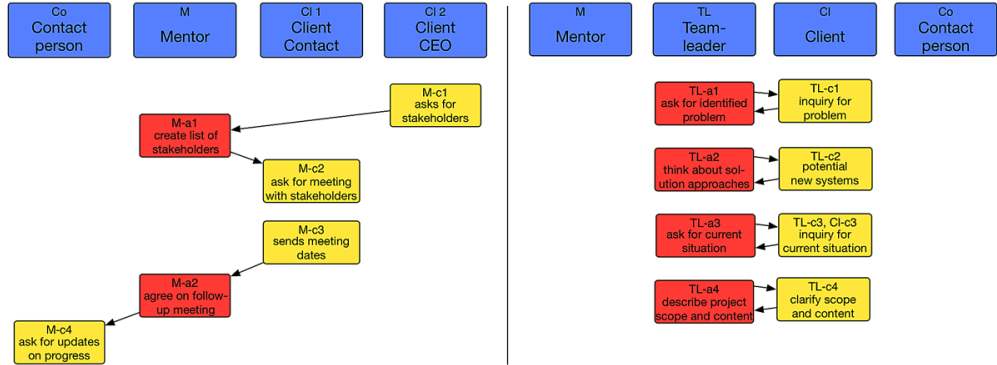 Co
Contact
person
M
Mentor
Cl 1
Client
Contact
Cl 2
Client
CEO
M-c1
asks for
stakeholders
M-a1
create list of
stakeholders
M-c2
ask for meeting
with stakeholders
M-c3
sends meeting
dates
M-a2
agree on follow-
up meeting
M-c4
ask for updates
on progress
M
Mentor
TL
Team-
leader
Cl
Client
Co
Contact
person
TL-a1
ask for identified
problem
TL-c1
inquiry for
problem
TL-a2
think about sol-
ution approaches
TL-c2
potential
new systems
TL-a3
ask for current
situation
TL-c3, Cl-c3
inquiry for
current situation
TL-a4
describe project
scope and content
TL-c4
clarify scope
and content